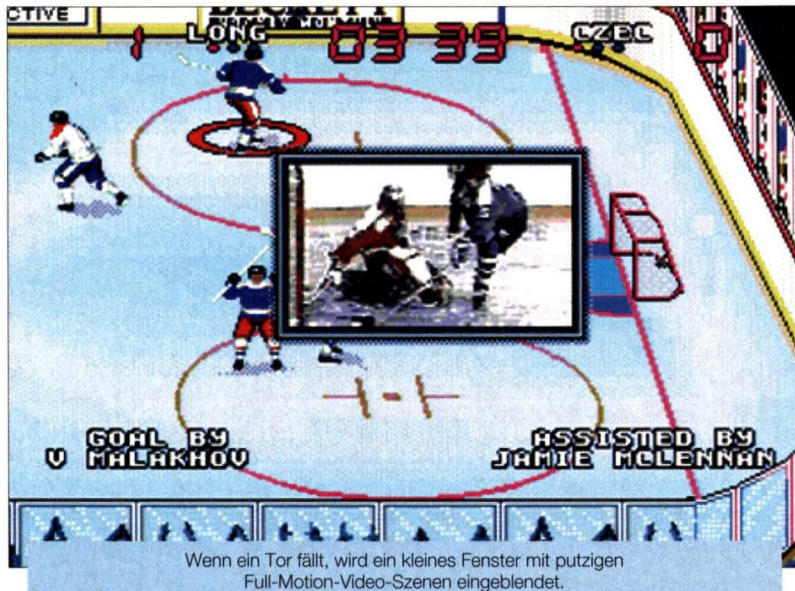 CTIVE
BECKETT
1 LONG 03 39 CZEC 0
GOAL BY
V MALAKHOV
ASSISTED BY
JAMIE MCLENNAN
Wenn ein Tor fällt, wird ein kleines Fenster mit putzigen
Full-Motion-Video-Szenen eingeblendet.